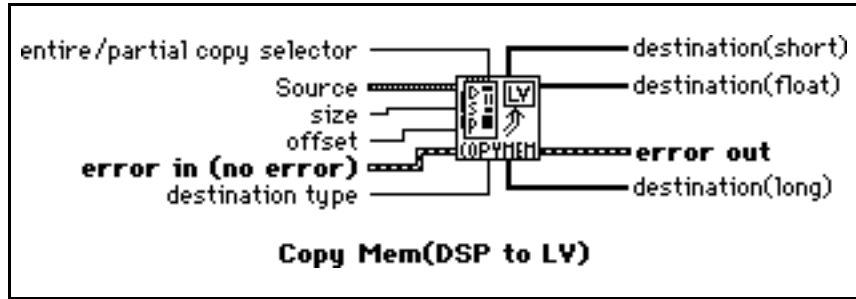 entire/partial copy selector
Source
size
offset
error in (no error)
destination type
DSP
LV
COPYMEM
destination(short)
destination(float)
error out
destination(long)
Copy Mem(DSP to LV)